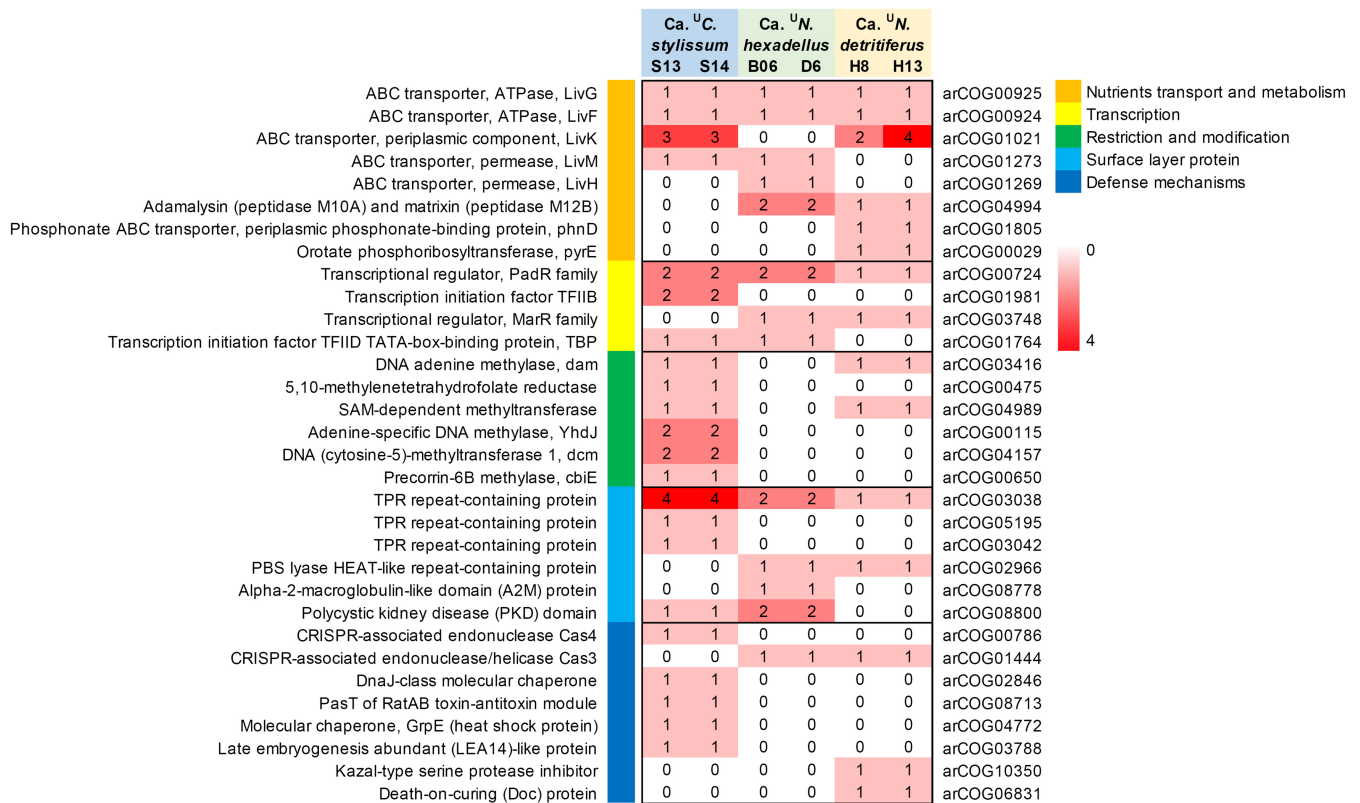 Ca. ᵁC. stylissum
Ca. ᵁN. hexadellus
Ca. ᵁN. detritiferus
S13 S14 B06 D6 H8 H13
ABC transporter, ATPase, LivG 1 1 1 1 1 1 arCOG00925
ABC transporter, ATPase, LivF 1 1 1 1 1 1 arCOG00924
ABC transporter, periplasmic component, LivK 3 3 0 0 2 4 arCOG01021
ABC transporter, permease, LivM 1 1 1 1 0 0 arCOG01273
ABC transporter, permease, LivH 0 0 1 1 0 0 arCOG01269
Adamalysin (peptidase M10A) and matrixin (peptidase M12B) 0 0 2 2 1 1 arCOG04994
Phosphonate ABC transporter, periplasmic phosphonate-binding protein, phnD 0 0 0 0 1 1 arCOG01805
Orotate phosphoribosyltransferase, pyrE 0 0 0 0 1 1 arCOG00029
Transcriptional regulator, PadR family 2 2 2 2 1 1 arCOG00724
Transcription initiation factor TFIIB 2 2 0 0 0 0 arCOG01981
Transcriptional regulator, MarR family 0 0 1 1 1 1 arCOG03748
Transcription initiation factor TFIID TATA-box-binding protein, TBP 1 1 1 1 0 0 arCOG01764
DNA adenine methylase, dam 1 1 0 0 1 1 arCOG03416
5,10-methylenetetrahydrofolate reductase 1 1 0 0 0 0 arCOG00475
SAM-dependent methyltransferase 1 1 0 0 1 1 arCOG04989
Adenine-specific DNA methylase, YhdJ 2 2 0 0 0 0 arCOG00115
DNA (cytosine-5)-methyltransferase 1, dcm 2 2 0 0 0 0 arCOG04157
Precorrin-6B methylase, cbiE 1 1 0 0 0 0 arCOG00650
TPR repeat-containing protein 4 4 2 2 1 1 arCOG03038
TPR repeat-containing protein 1 1 0 0 0 0 arCOG05195
TPR repeat-containing protein 1 1 0 0 0 0 arCOG03042
PBS lyase HEAT-like repeat-containing protein 0 0 1 1 1 1 arCOG02966
Alpha-2-macroglobulin-like domain (A2M) protein 0 0 1 1 0 0 arCOG08778
Polycystic kidney disease (PKD) domain 1 1 2 2 0 0 arCOG08800
CRISPR-associated endonuclease Cas4 1 1 0 0 0 0 arCOG00786
CRISPR-associated endonuclease/helicase Cas3 0 0 1 1 1 1 arCOG01444
DnaJ-class molecular chaperone 1 1 0 0 0 0 arCOG02846
PasT of RatAB toxin-antitoxin module 1 1 0 0 0 0 arCOG08713
Molecular chaperone, GrpE (heat shock protein) 1 1 0 0 0 0 arCOG04772
Late embryogenesis abundant (LEA14)-like protein 1 1 0 0 0 0 arCOG03788
Kazal-type serine protease inhibitor 0 0 0 0 1 1 arCOG10350
Death-on-curing (Doc) protein 0 0 0 0 1 1 arCOG06831
Nutrients transport and metabolism
Transcription
Restriction and modification
Surface layer protein
Defense mechanisms
0
4